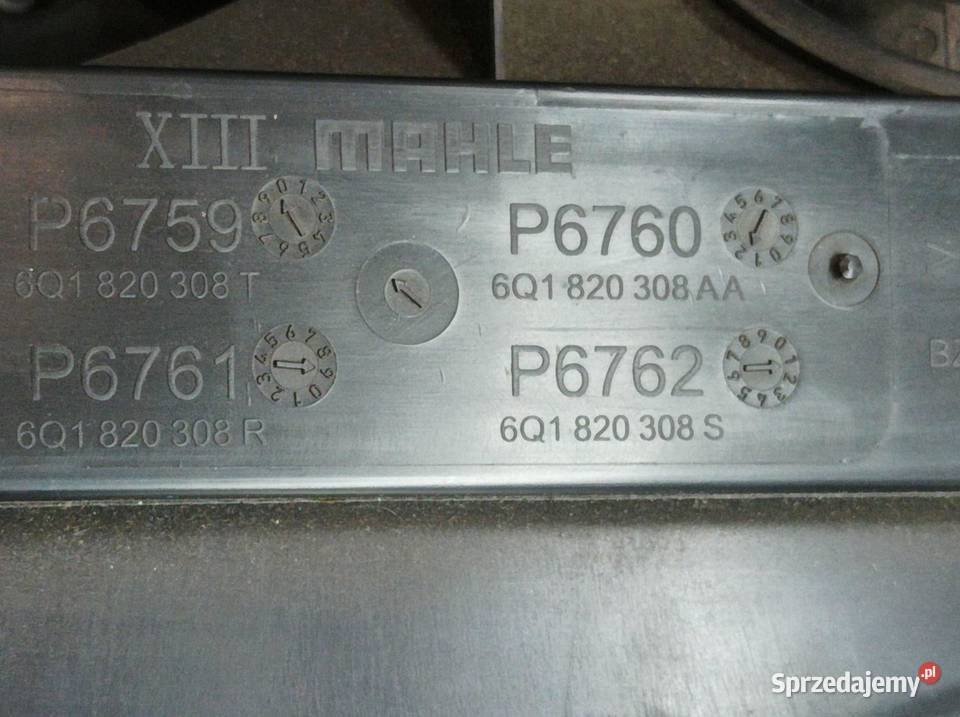 XIII MAHLE
P6759 P6760
6Q1 820 308 T 6Q1 820 308 AA
P6761 P6762
6Q1 820 308 R 6Q1 820 308 S
BZ
Sprzedajemy.pl